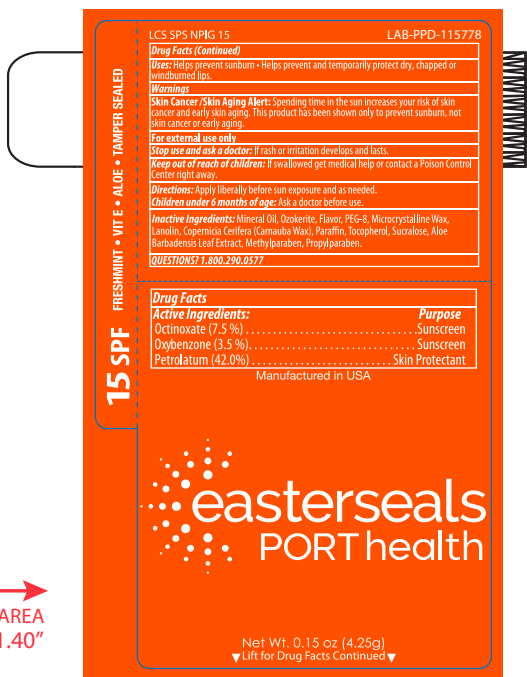 LCS SPS NPIG 15 LAB-PPD-115778
Drug Facts (Continued)
Uses: Helps prevent sunburn • Helps prevent and temporarily protect dry, chapped or
windburned lips.
Warnings
Skin Cancer /Skin Aging Alert: Spending time in the sun increases your risk of skin
cancer and early skin aging. This product has been shown only to prevent sunburn, not
skin cancer or early aging.
For external use only
Stop use and ask a doctor: If rash or irritation develops and lasts.
Keep out of reach of children: If swallowed get medical help or contact a Poison Control
Center right away.
Directions: Apply liberally before sun exposure and as needed.
Children under 6 months of age: Ask a doctor before use.
Inactive Ingredients: Mineral Oil, Ozokerite, Flavor, PEG-8, Microcrystalline Wax,
Lanolin, Copernicia Cerifera (Carnauba Wax), Paraffin, Tocopherol, Sucralose, Aloe
Barbadensis Leaf Extract, Methylparaben, Propylparaben.
QUESTIONS? 1.800.290.0577
15 SPF FRESHMINT • VIT E • ALOE • TAMPER SEALED
Drug Facts
Active Ingredients: Purpose
Octinoxate (7.5 %)...............................Sunscreen
Oxybenzone (3.5 %)...............................Sunscreen
Petrolatum (42.0%)..........................Skin Protectant
Manufactured in USA
easterseals
PORT health
AREA
1.40”
Net Wt. 0.15 oz (4.25g)
▼Lift for Drug Facts Continued▼